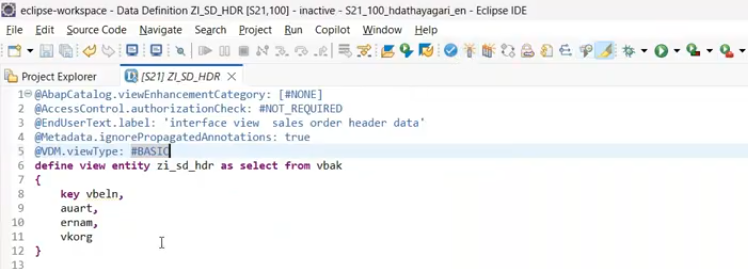 eclipse-workspace - Data Definition ZI_SD_HDR [S21,100] - inactive - S21_100_hdathayagari_en - Eclipse IDE
File Edit Source Code Navigate Search Project Run Copilot Window Help
Project Explorer [S21] ZI_SD_HDR
1 @AbapCatalog.viewEnhancementCategory: [#NONE]
2 @AccessControl.authorizationCheck: #NOT_REQUIRED
3 @EndUserText.label: 'interface view  sales order header data'
4 @Metadata.ignorePropagatedAnnotations: true
5 @VDM.viewType: #BASIC
6 define view entity zi_sd_hdr as select from vbak
7 {
8     key vbeln,
9     auart,
10     ernam,
11     vkorg
12 }
13